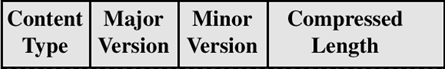 Content Major Minor Compressed
Type Version Version Length